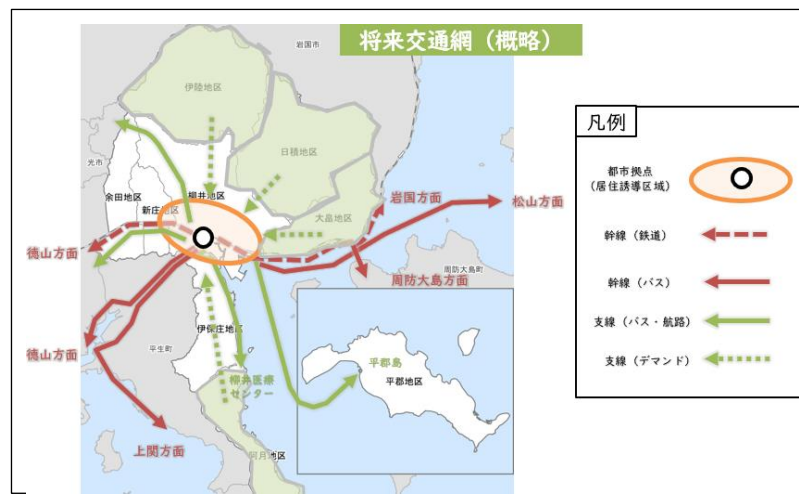 将来交通網（概略）
岩国市
伊陸地区
日積地区
光市
余田地区
新庄地区
柳井地区
大畠地区
岩国方面
松山方面
徳山方面
周防大島町
周防大島方面
伊保庄地区
平生町
徳山方面
平郡島
平郡地区
柳井医療
センター
上関方面
阿月地区
凡例
都市拠点
（居住誘導区域）
幹線（鉄道）
幹線（バス）
支線（バス・航路）
支線（デマンド）